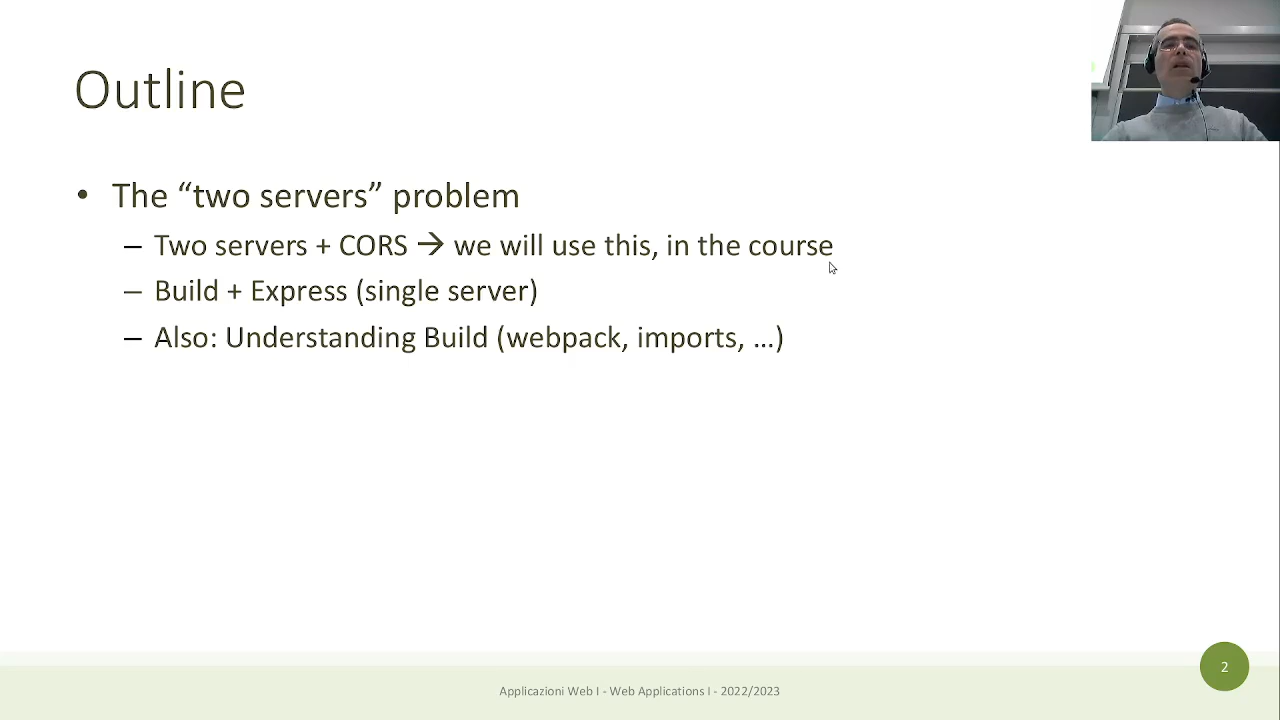 Outline
• The “two servers” problem
– Two servers + CORS → we will use this, in the course
– Build + Express (single server)
– Also: Understanding Build (webpack, imports, …)
2
Applicazioni Web I - Web Applications I - 2022/2023